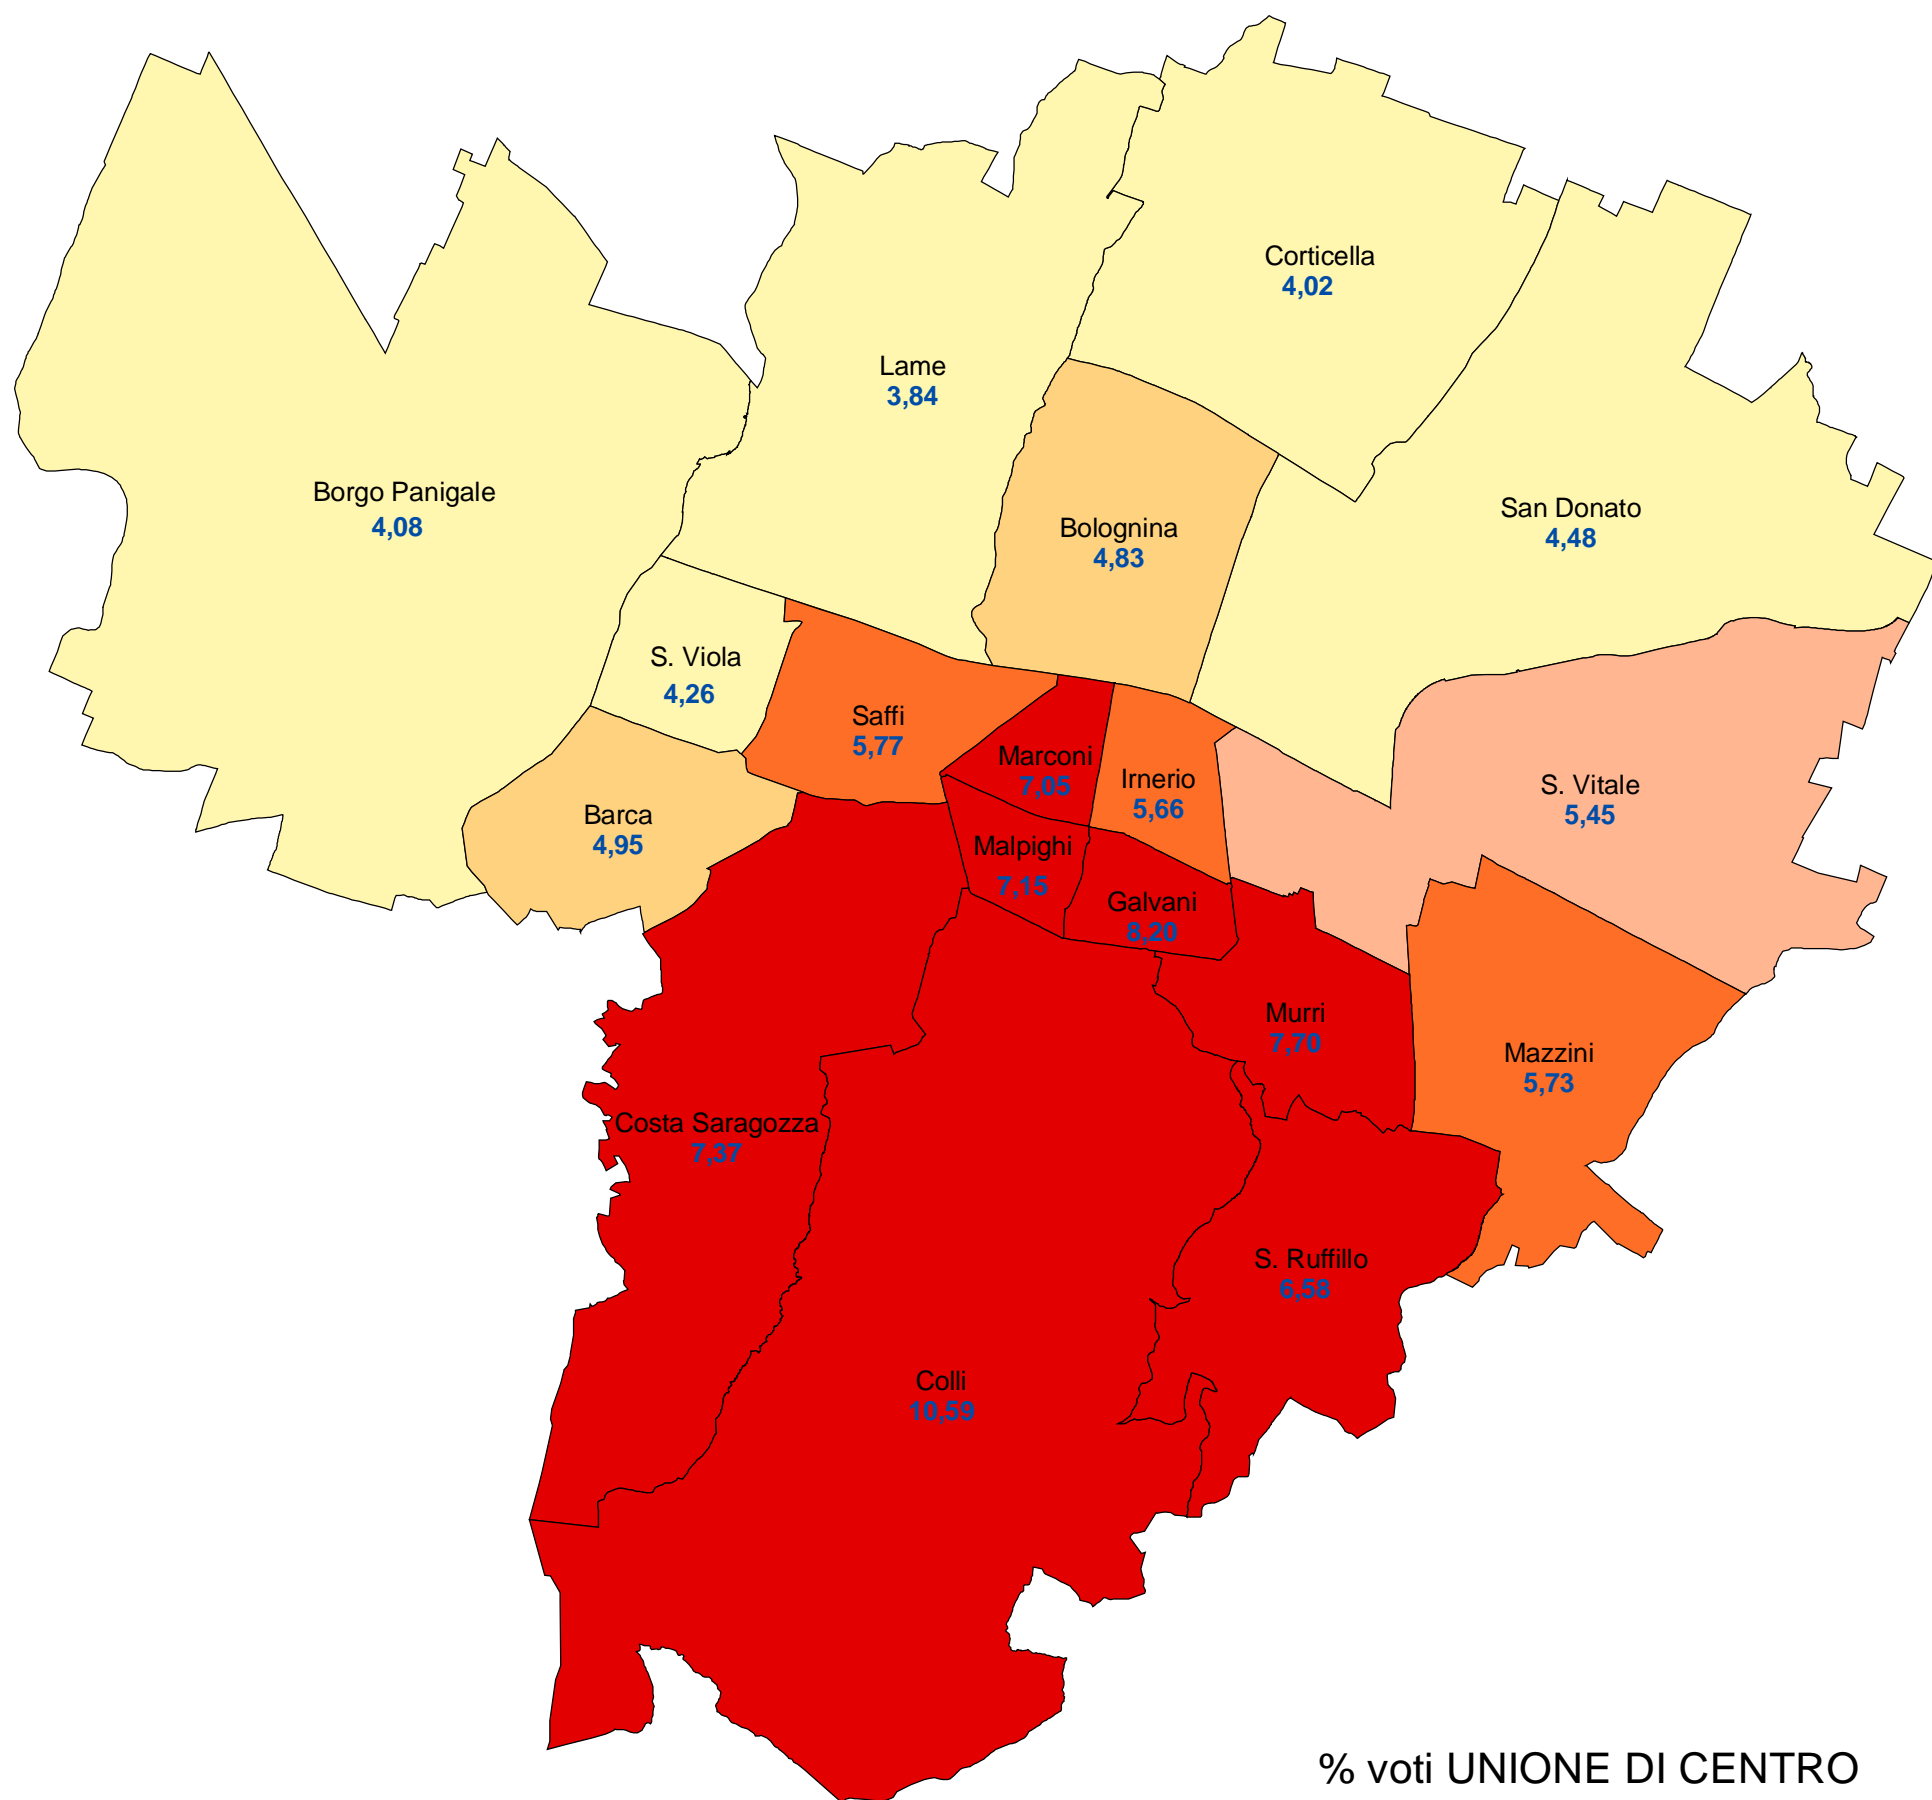 Corticella
4,02
Lame
3,84
Borgo Panigale
4,08
San Donato
4,48
Bolognina
4,83
S. Viola
4,26
Saffi
5,77
Marconi
7,05
Irnerio
5,66
S. Vitale
5,45
Barca
4,95
Malpighi
7,15
Galvani
8,20
Murri
7,70
Mazzini
5,73
Costa Saragozza
7,37
S. Ruffillo
6,58
Colli
10,59
% voti UNIONE DI CENTRO